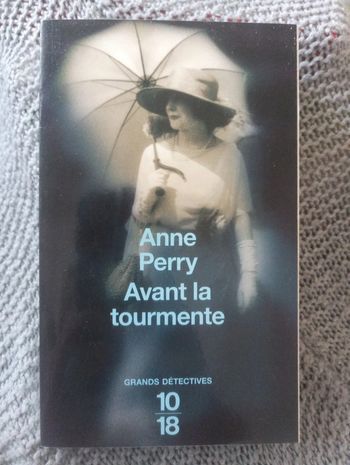 Anne
Perry
Avant la
tourmente
GRANDS DÉTECTIVES
10
18